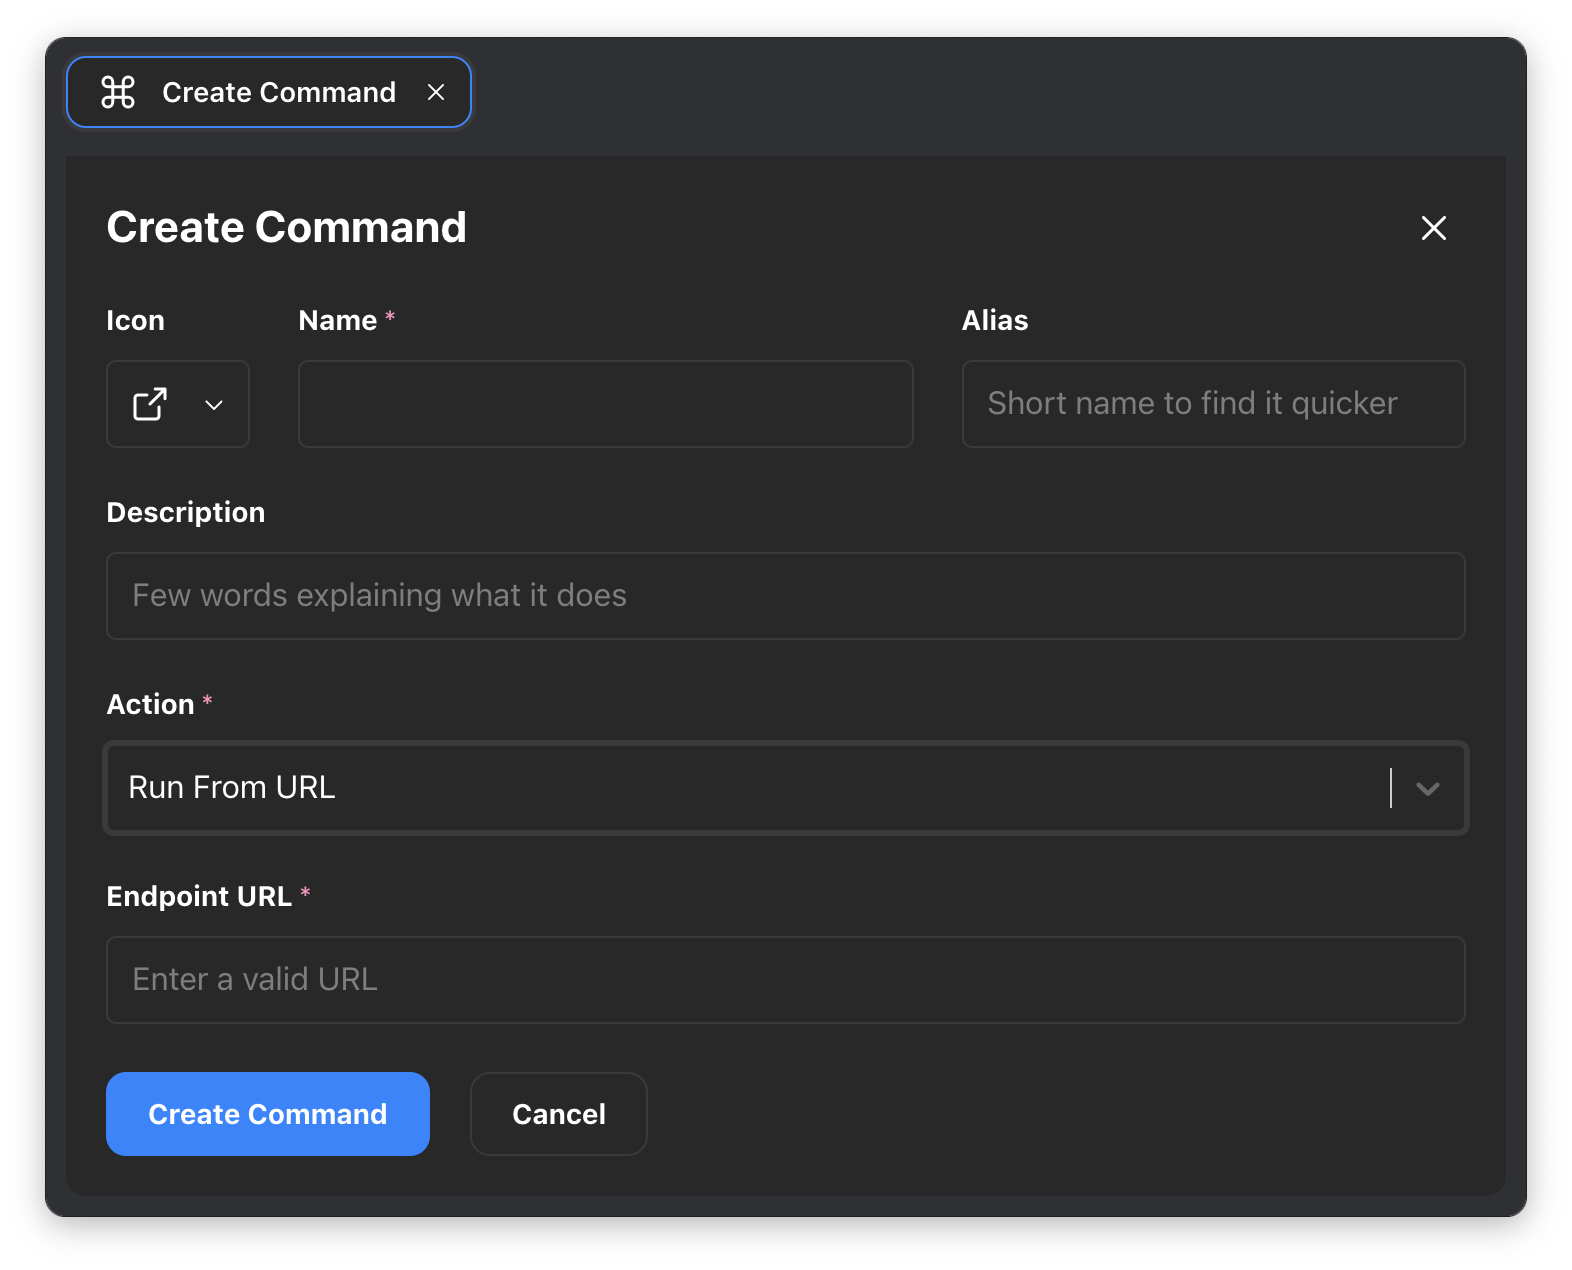 Create Command
Create Command
Icon
Name *
Alias
Short name to find it quicker
Description
Few words explaining what it does
Action *
Run From URL
Endpoint URL *
Enter a valid URL
Create Command
Cancel